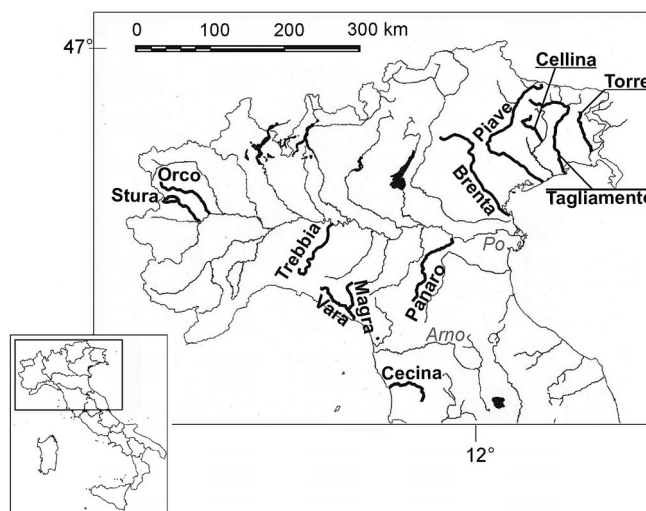 47°
0 100 200 300 km
Cellina
Torre
Piave
Orco
Stura
Brenta
Tagliamento
Trebbia
Po
Panaro
Magra
Vara
Arno
Cecina
12°